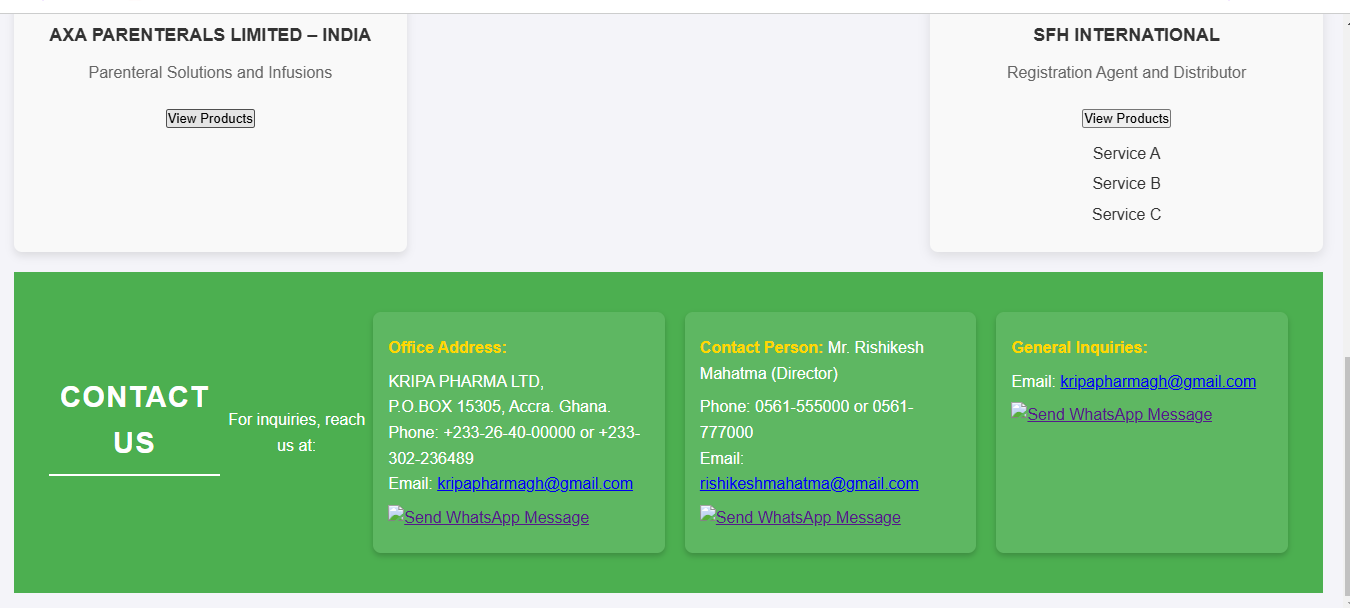 AXA PARENTERALS LIMITED – INDIA
Parenteral Solutions and Infusions
View Products
SFH INTERNATIONAL
Registration Agent and Distributor
View Products
Service A
Service B
Service C
CONTACT
US
For inquiries, reach
us at:
Office Address:
KRIPA PHARMA LTD,
P.O.BOX 15305, Accra. Ghana.
Phone: +233-26-40-00000 or +233-
302-236489
Email: kripapharmagh@gmail.com
Send WhatsApp Message
Contact Person: Mr. Rishikesh
Mahatma (Director)
Phone: 0561-555000 or 0561-
777000
Email:
rishikeshmahatma@gmail.com
Send WhatsApp Message
General Inquiries:
Email: kripapharmagh@gmail.com
Send WhatsApp Message